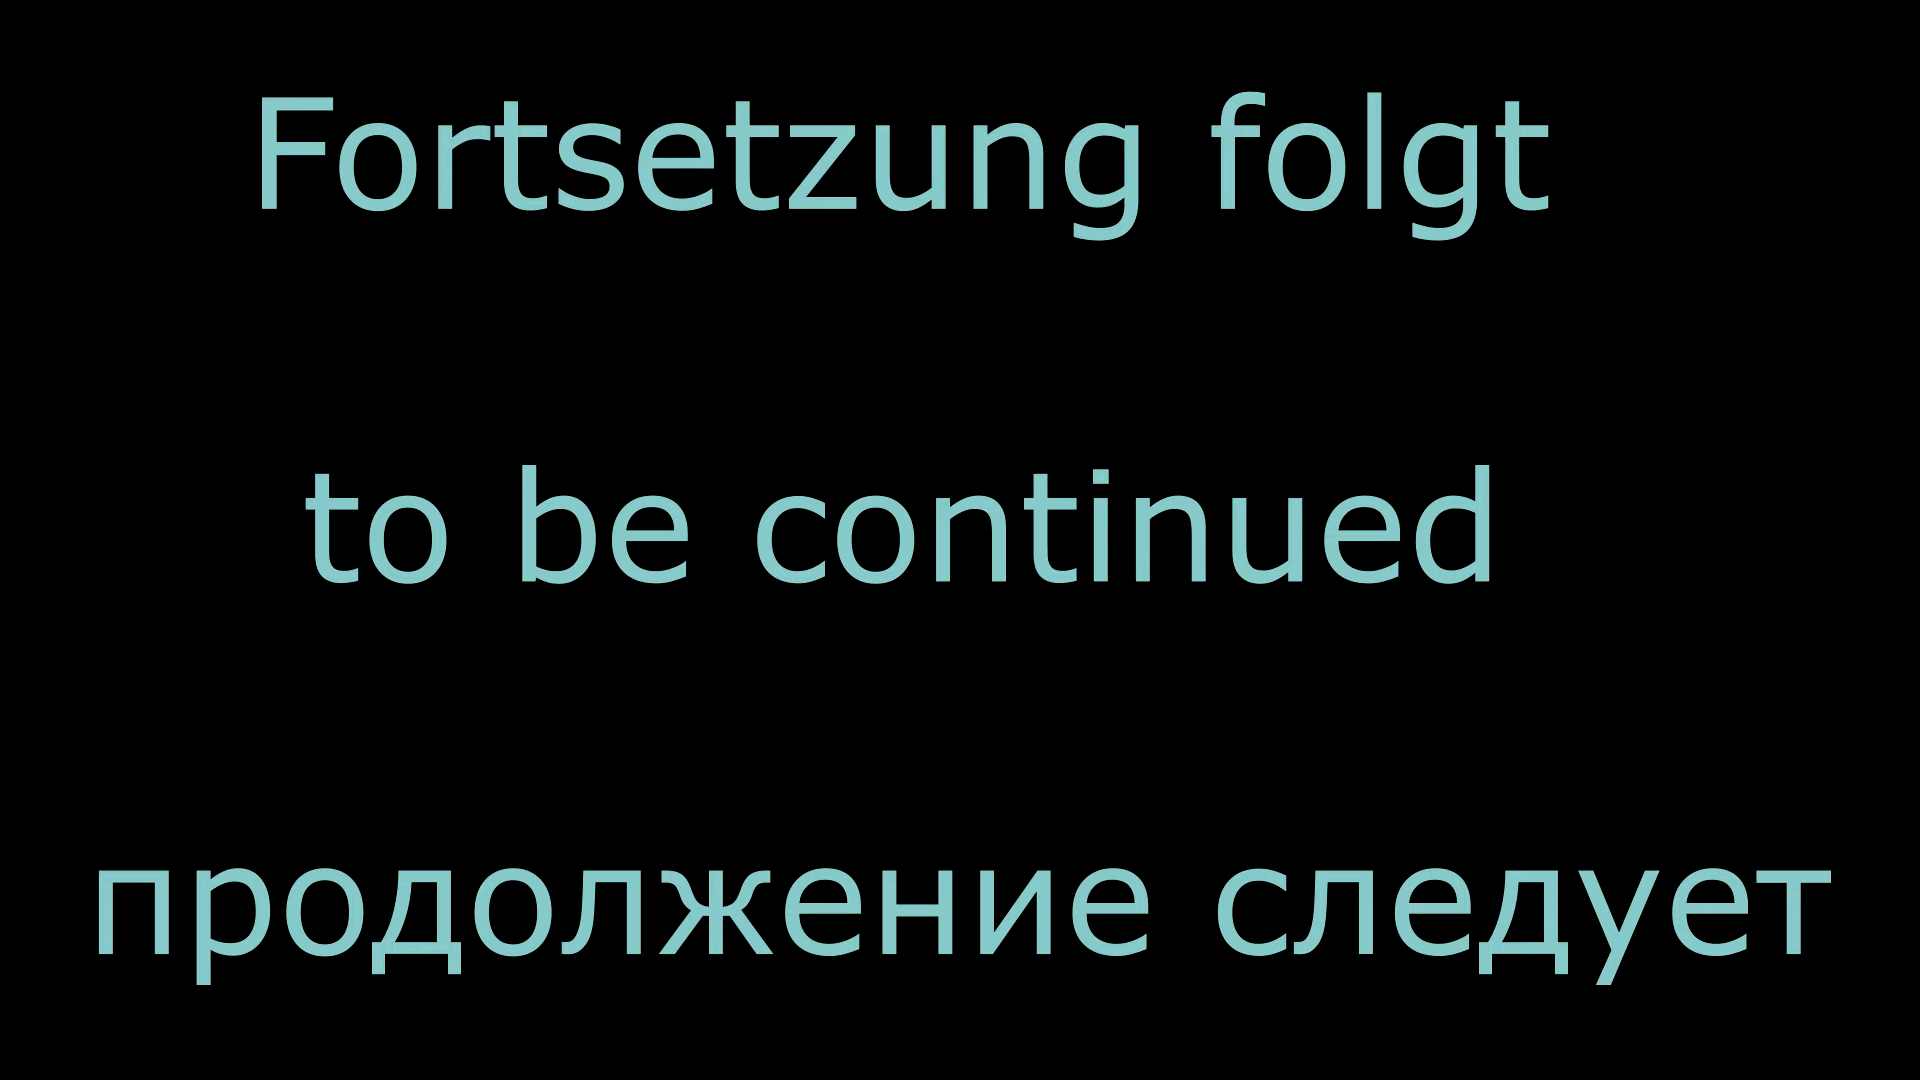 Fortsetzung folgt
to be continued
продолжение следует